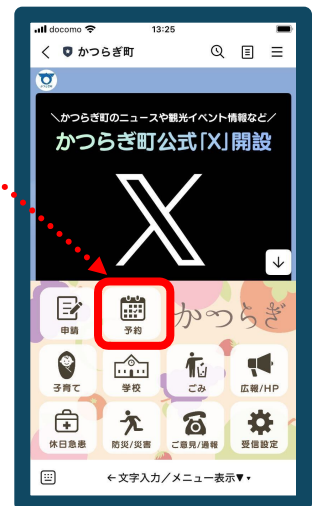 docomo 13:25
かつらぎ町
＼かつらぎ町のニュースや観光イベント情報など／
かつらぎ町公式「X」開設
X
申請 予約 かつらぎ
子育て 学校 ごみ 広報/HP
休日急患 防災/災害 ご意見/通報 受信設定
←文字入力/メニュー表示▼▾